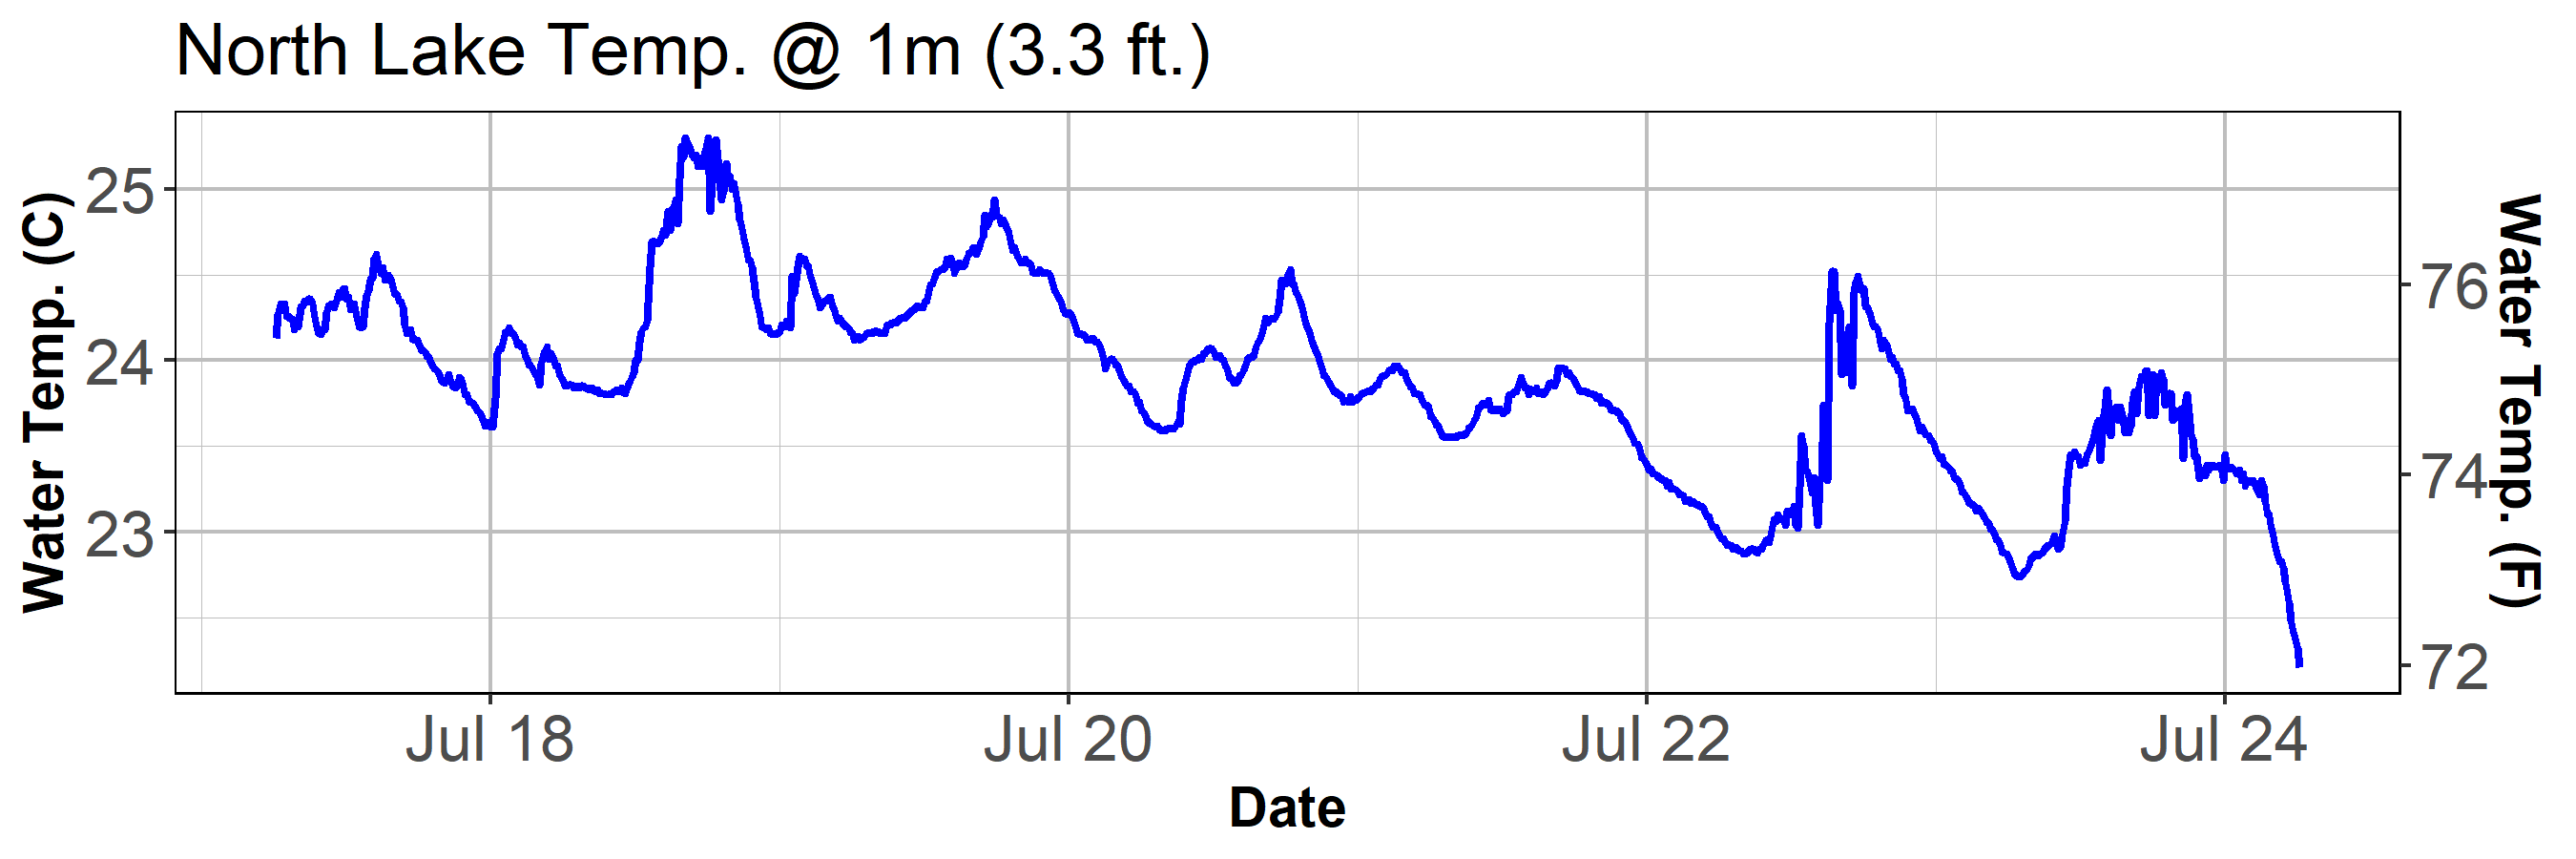 North Lake Temp. @ 1m (3.3 ft.)
Water Temp. (C)
25
24
23
Water Temp. (F)
76
74
72
Jul 18
Jul 20
Jul 22
Jul 24
Date